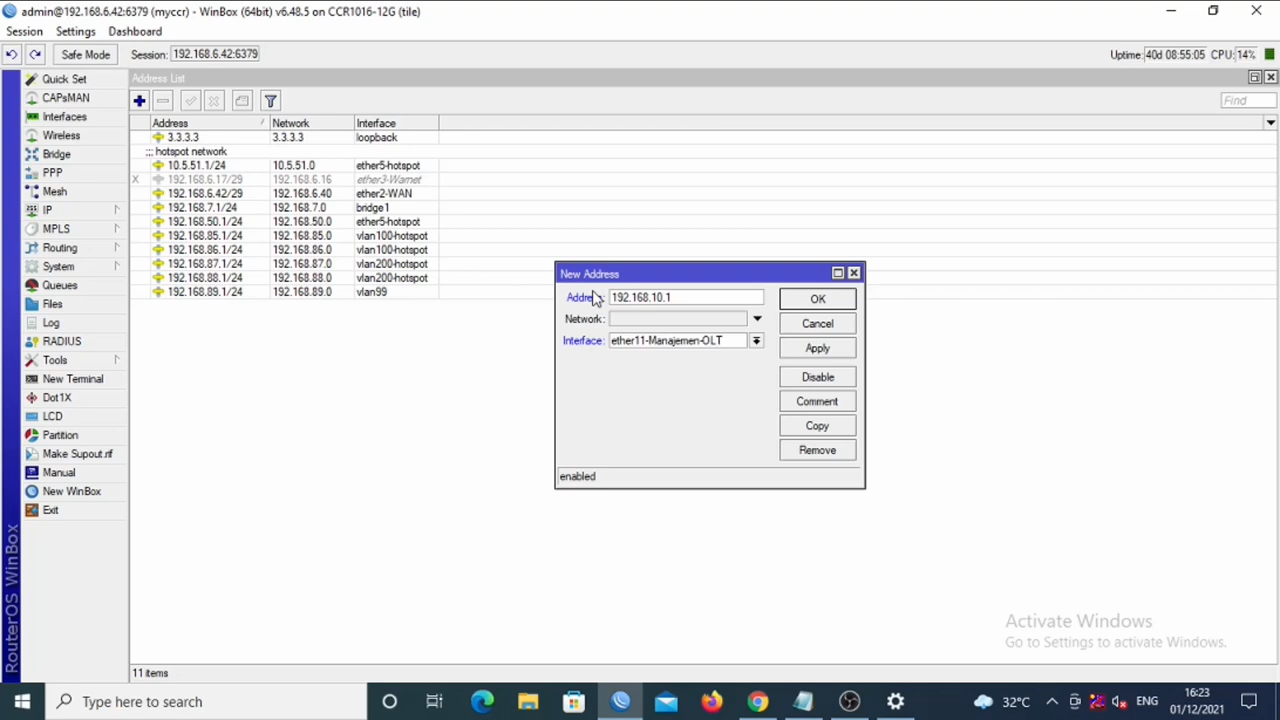 admin@192.168.6.42:6379 (myccr) - WinBox (64bit) v6.48.5 on CCR1016-12G (tile)
Session Settings Dashboard
Safe Mode Session: 192.168.6.42:6379 Uptime: 40d 08:55:05 CPU: 14%
Quick Set
CAPsMAN
Interfaces
Wireless
Bridge
PPP
Mesh
IP
MPLS
Routing
System
Queues
Files
Log
RADIUS
Tools
New Terminal
Dot1X
LCD
Partition
Make Supout.rif
Manual
New WinBox
Exit
RouterOS WinBox
Address List
Find
Address / Network Interface
3.3.3.3 3.3.3.3 loopback
::: hotspot network
10.5.51.1/24 10.5.51.0 ether5-hotspot
X 192.168.6.17/29 192.168.6.16 ether3-Warnet
192.168.6.42/29 192.168.6.40 ether2-WAN
192.168.7.1/24 192.168.7.0 bridge1
192.168.50.1/24 192.168.50.0 ether5-hotspot
192.168.85.1/24 192.168.85.0 vlan100-hotspot
192.168.86.1/24 192.168.86.0 vlan100-hotspot
192.168.87.1/24 192.168.87.0 vlan200-hotspot
192.168.88.1/24 192.168.88.0 vlan200-hotspot
192.168.89.1/24 192.168.89.0 vlan99
New Address
Address: 192.168.10.1
Network:
Interface: ether11-Manajemen-OLT
OK
Cancel
Apply
Disable
Comment
Copy
Remove
enabled
Activate Windows
Go to Settings to activate Windows.
11 items
Type here to search
32°C
ENG
16:23
01/12/2021